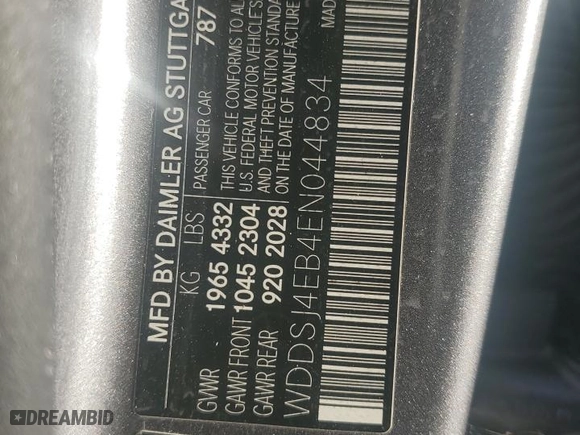 MFD BY DAIMLER AG STUTTGA
KG LBS PASSENGER CAR 787
GVWR 1965 4332 THIS VEHICLE CONFORMS TO AL
GAWR FRONT 1045 2304 U.S. FEDERAL MOTOR VEHICLE'S
GAWR REAR 920 2028 AND THEFT PREVENTION STANDA
ON THE DATE OF MANUFACTURE
WDDSJ4EB4EN044834 MAD
DREAMBID